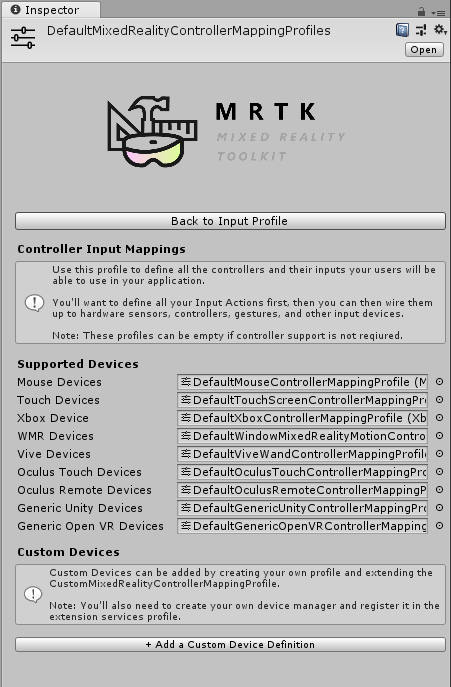 Inspector
DefaultMixedRealityControllerMappingProfiles
Open
MRTK
MIXED REALITY
TOOLKIT
Back to Input Profile
Controller Input Mappings
Use this profile to define all the controllers and their inputs your users will be
able to use in your application.
You'll want to define all your Input Actions first, then you can then wire them
up to hardware sensors, controllers, gestures, and other input devices.
Note: These profiles can be empty if controller support is not reqiured.
Supported Devices
Mouse Devices DefaultMouseControllerMappingProfile (M
Touch Devices DefaultTouchScreenControllerMappingPr
Xbox Device DefaultXboxControllerMappingProfile (Xb
WMR Devices DefaultWindowMixedRealityMotionContro
Vive Devices DefaultViveWandControllerMappingProfile
Oculus Touch Devices DefaultOculusTouchControllerMappingPro
Oculus Remote Devices DefaultOculusRemoteControllerMappingP
Generic Unity Devices DefaultGenericUnityControllerMappingPro
Generic Open VR Devices DefaultGenericOpenVRControllerMapping
Custom Devices
Custom Devices can be added by creating your own profile and extending the
CustomMixedRealityControllerMappingProfile.
Note: You'll also need to create your own device manager and register it in the
extension services profile.
+ Add a Custom Device Definition